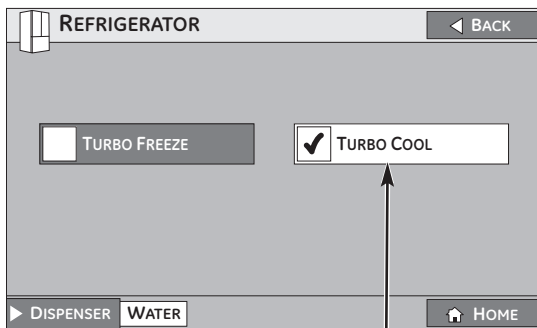 REFRIGERATOR
BACK
TURBO FREEZE
TURBO COOL
DISPENSER WATER
HOME